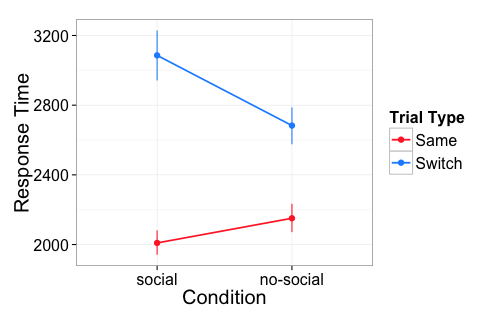 Response Time
3200
2800
2400
2000
social
no-social
Condition
Trial Type
Same
Switch